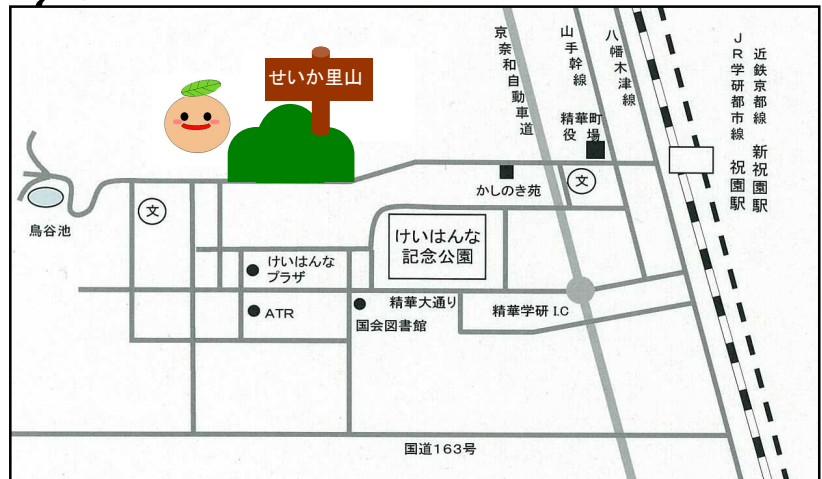 せいか里山
京奈和自動車道
山手幹線
八幡木津線
JR学研都市線 祝園駅
近鉄京都線 新祝園駅
精華町
役場
文
かしのき苑
文
鳥谷池
けいはんな
記念公園
けいはんな
プラザ
ATR
国会図書館
精華大通り
精華学研 I.C
国道163号